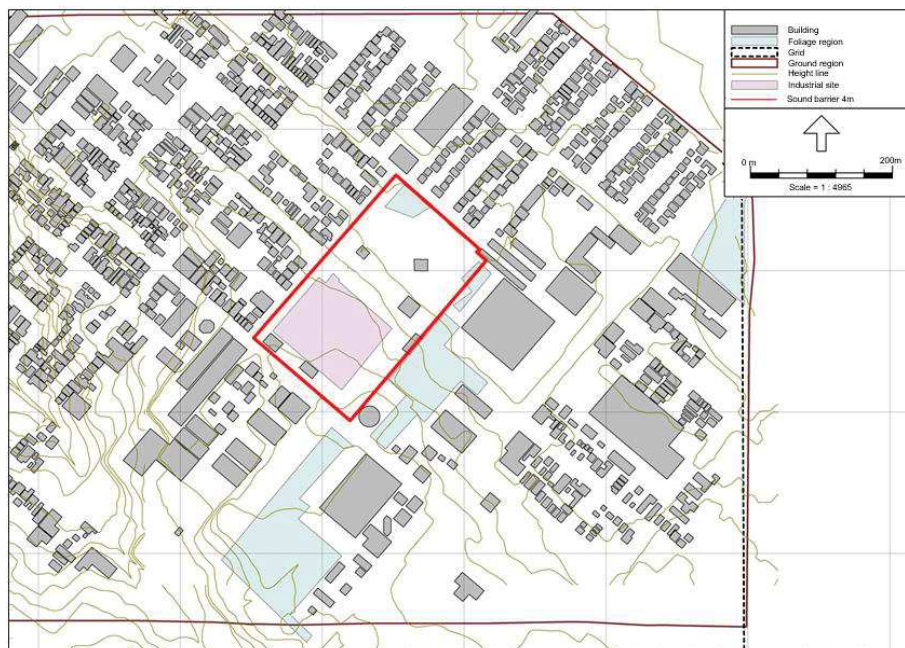 Building
Foliage region
Grid
Ground region
Height line
Industrial site
Sound barrier 4m
0 m
200m
Scale = 1 : 4965